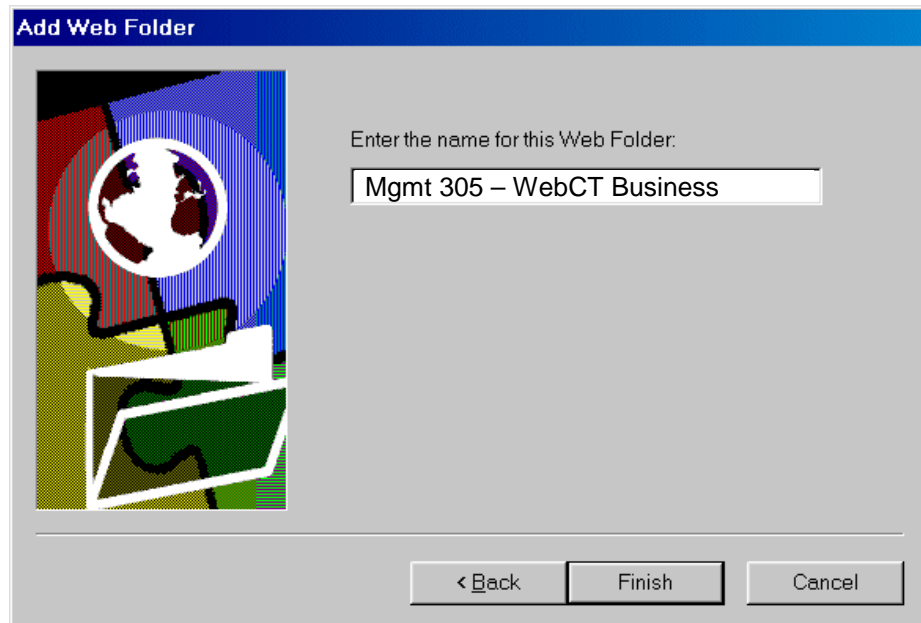 Add Web Folder
Enter the name for this Web Folder:
Mgmt 305 – WebCT Business
< Back Finish Cancel